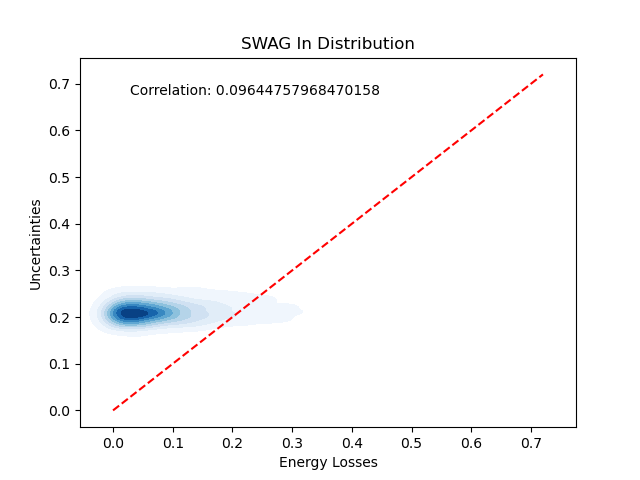 SWAG In Distribution
Correlation: 0.09644757968470158
Uncertainties
0.7
0.6
0.5
0.4
0.3
0.2
0.1
0.0
0.0 0.1 0.2 0.3 0.4 0.5 0.6 0.7
Energy Losses